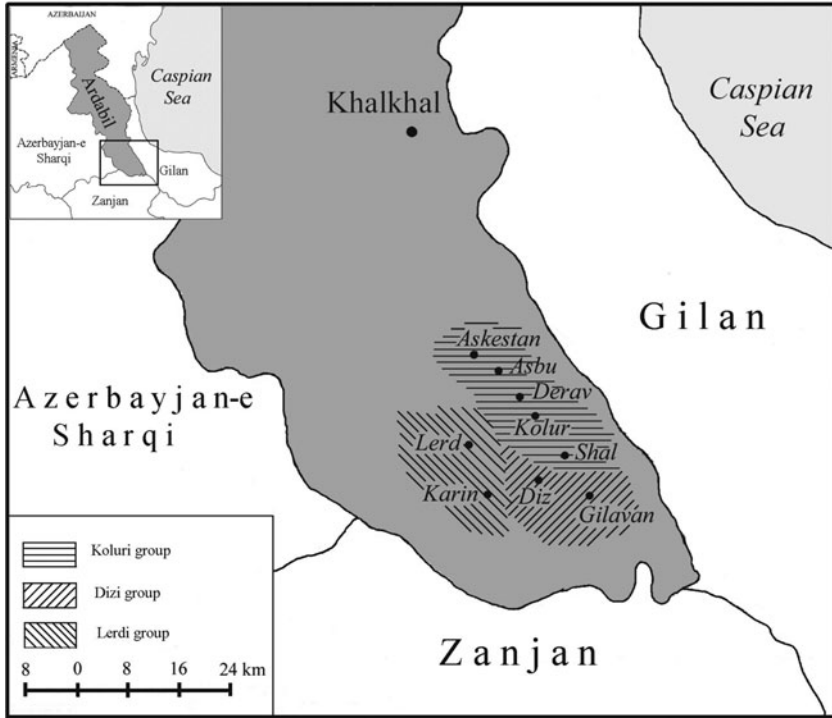 AZERBAIJAN
ARMENIA
Ardabil
Caspian
Sea
Azerbayjan-e
Sharqi
Gilan
Zanjan
Khalkhal
Caspian
Sea
Gilan
Azerbayjan-e
Sharqi
Askestan
Asbu
Derav
Kolur
Lerd
Shal
Karin
Diz
Gilavan
Zanjan
Koluri group
Dizi group
Lerdi group
8 0 8 16 24 km